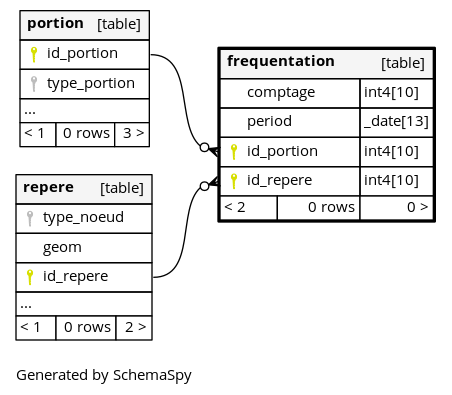 portion [table]
id_portion
type_portion
...
< 1 0 rows 3 >
frequentation [table]
comptage int4[10]
period _date[13]
id_portion int4[10]
id_repere int4[10]
< 2 0 rows 0 >
repere [table]
type_noeud
geom
id_repere
...
< 1 0 rows 2 >
Generated by SchemaSpy